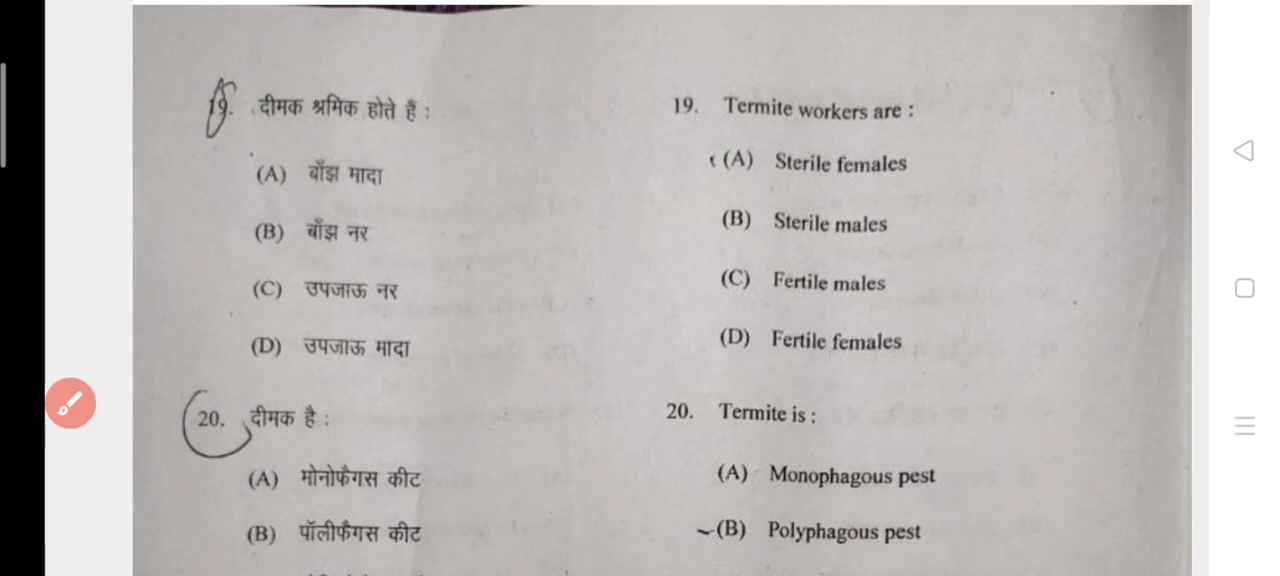 19. दीमक श्रमिक होते हैं :
(A) बाँझ मादा
(B) बाँझ नर
(C) उपजाऊ नर
(D) उपजाऊ मादा
20. दीमक है :
(A) मोनोफैगस कीट
(B) पॉलीफैगस कीट
19. Termite workers are :
(A) Sterile females
(B) Sterile males
(C) Fertile males
(D) Fertile females
20. Termite is :
(A) Monophagous pest
(B) Polyphagous pest